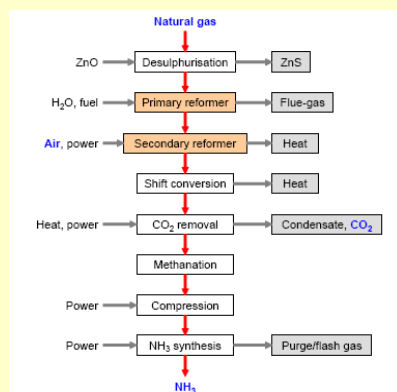 Natural gas
ZnO Desulphurisation ZnS
H₂O, fuel Primary reformer Flue-gas
Air, power Secondary reformer Heat
Shift conversion Heat
Heat, power CO₂ removal Condensate, CO₂
Methanation
Power Compression
Power NH₃ synthesis Purge/flash gas
NH₃